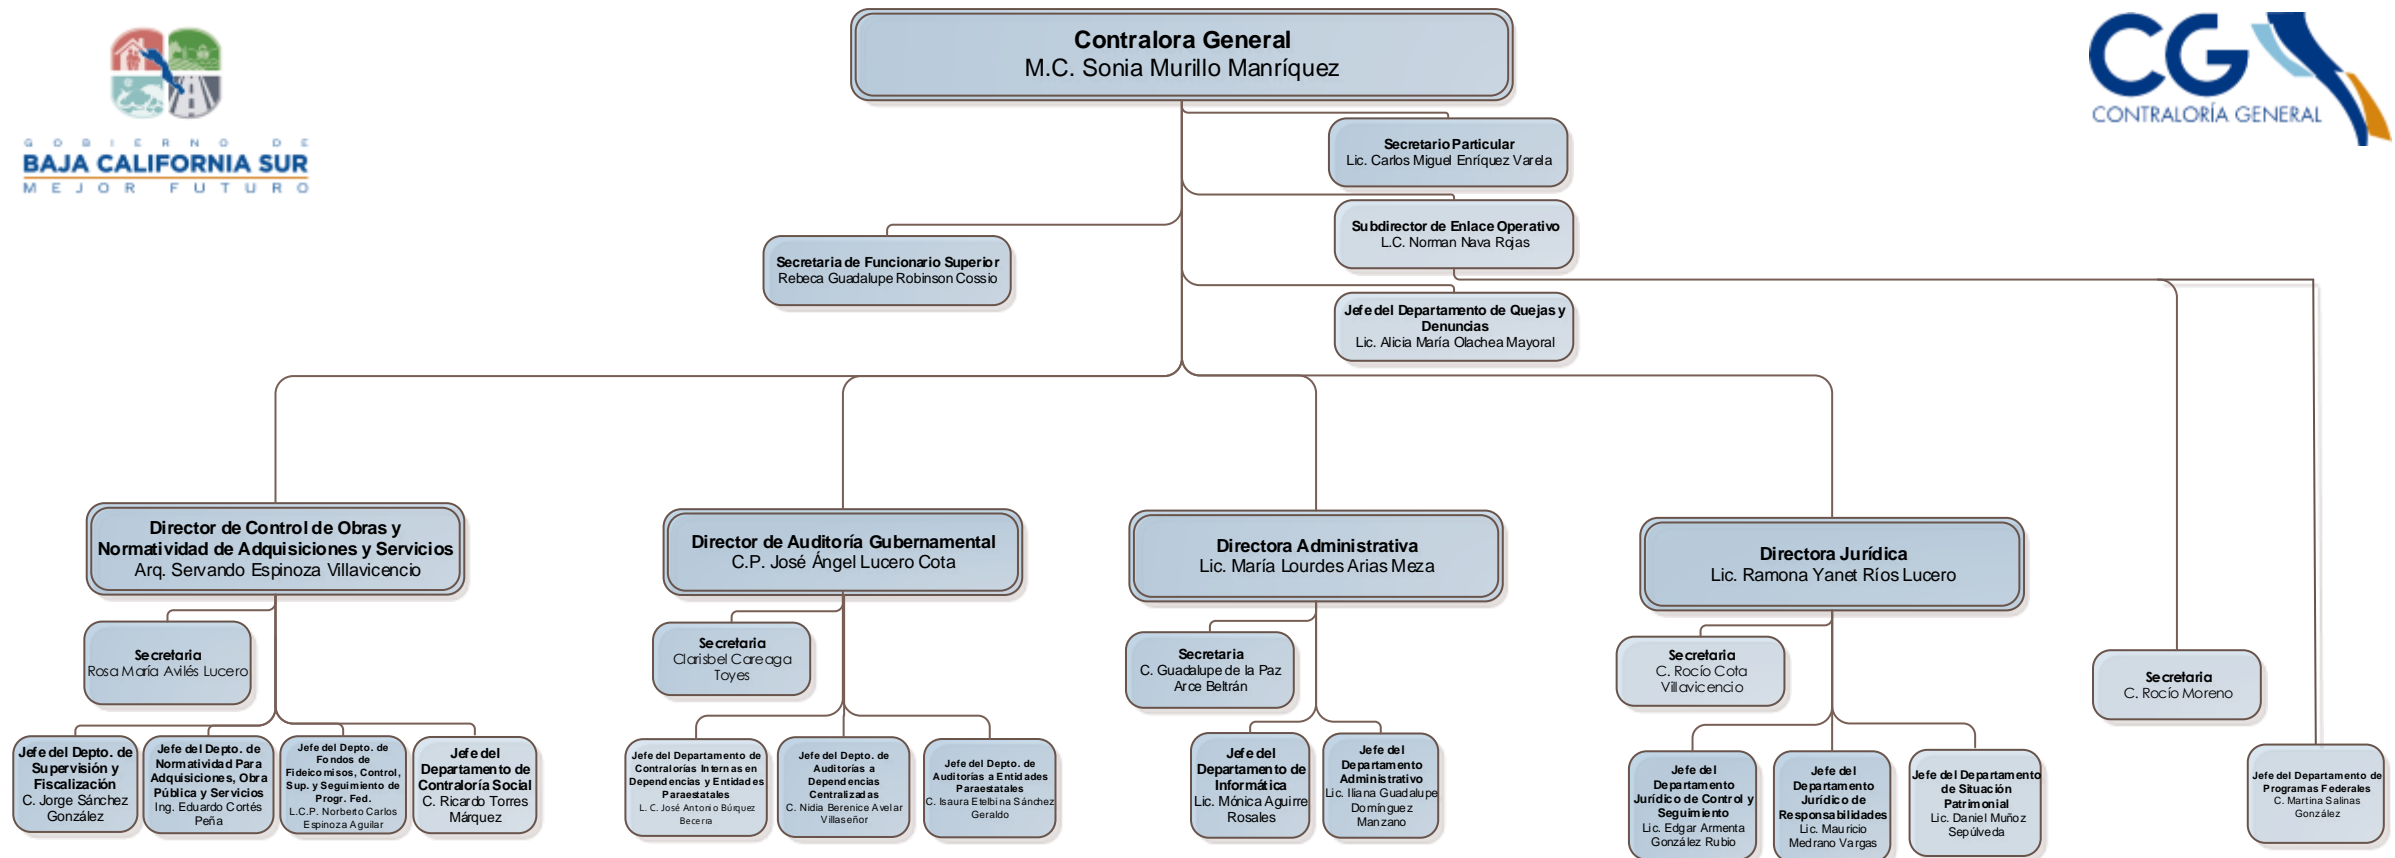 Contralora General
M.C. Sonia Murillo Manríquez
GOBIERNO DE
BAJA CALIFORNIA SUR
MEJOR FUTURO
CG
CONTRALORÍA GENERAL
Secretario Particular
Lic. Carlos Miguel Enríquez Varela
Subdirector de Enlace Operativo
L.C. Norman Nava Rojas
Secretaria de Funcionario Superior
Rebeca Guadalupe Robinson Cossio
Jefe del Departamento de Quejas y
Denuncias
Lic. Alicia María Olachea Mayoral
Director de Control de Obras y
Normatividad de Adquisiciones y Servicios
Arq. Servando Espinoza Villavicencio
Director de Auditoría Gubernamental
C.P. José Ángel Lucero Cota
Directora Administrativa
Lic. María Lourdes Arias Meza
Directora Jurídica
Lic. Ramona Yanet Ríos Lucero
Secretaria
Rosa María Avilés Lucero
Secretaria
Clarisbel Careaga
Toyes
Secretaria
C. Guadalupe de la Paz
Arce Beltrán
Secretaria
C. Rocío Cota
Villavicencio
Secretaria
C. Rocío Moreno
Jefe del Depto. de
Supervisión y
Fiscalización
C. Jorge Sánchez
González
Jefe del Depto. de
Normatividad Para
Adquisiciones, Obra
Pública y Servicios
Ing. Eduardo Cortés
Peña
Jefe del Depto. de
Fondos de
Fideicomisos, Control,
Sup. y Seguimiento de
Progr. Fed.
L.C.P. Norberto Carlos
Espinoza Aguilar
Jefe del
Departamento de
Contraloría Social
C. Ricardo Torres
Márquez
Jefe del Departamento de
Contralorías Internas en
Dependencias y Entidades
Paraestatales
L. C. José Antonio Búrquez
Becerra
Jefe del Depto. de
Auditorías a
Dependencias
Centralizadas
C. Nidia Berenice Avelar
Villaseñor
Jefe del Depto. de
Auditorías a Entidades
Paraestatales
C. Isaura Etelbina Sánchez
Geraldo
Jefe del
Departamento de
Informática
Lic. Mónica Aguirre
Rosales
Jefe del
Departamento
Administrativo
Lic. Iliana Guadalupe
Domínguez
Manzano
Jefe del
Departamento
Jurídico de Control y
Seguimiento
Lic. Edgar Armenta
González Rubio
Jefe del
Departamento
Jurídico de
Responsabilidades
Lic. Mauricio
Medrano Vargas
Jefe del Departamento
de Situación
Patrimonial
Lic. Daniel Muñoz
Sepúlveda
Jefe del Departamento de
Programas Federales
C. Martina Salinas
González